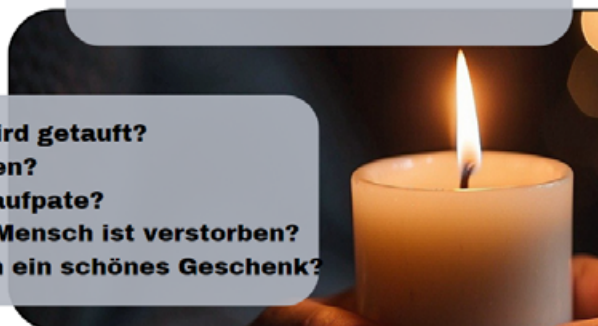 ird getauft?
en?
aufpate?
Mensch ist verstorben?
n ein schönes Geschenk?